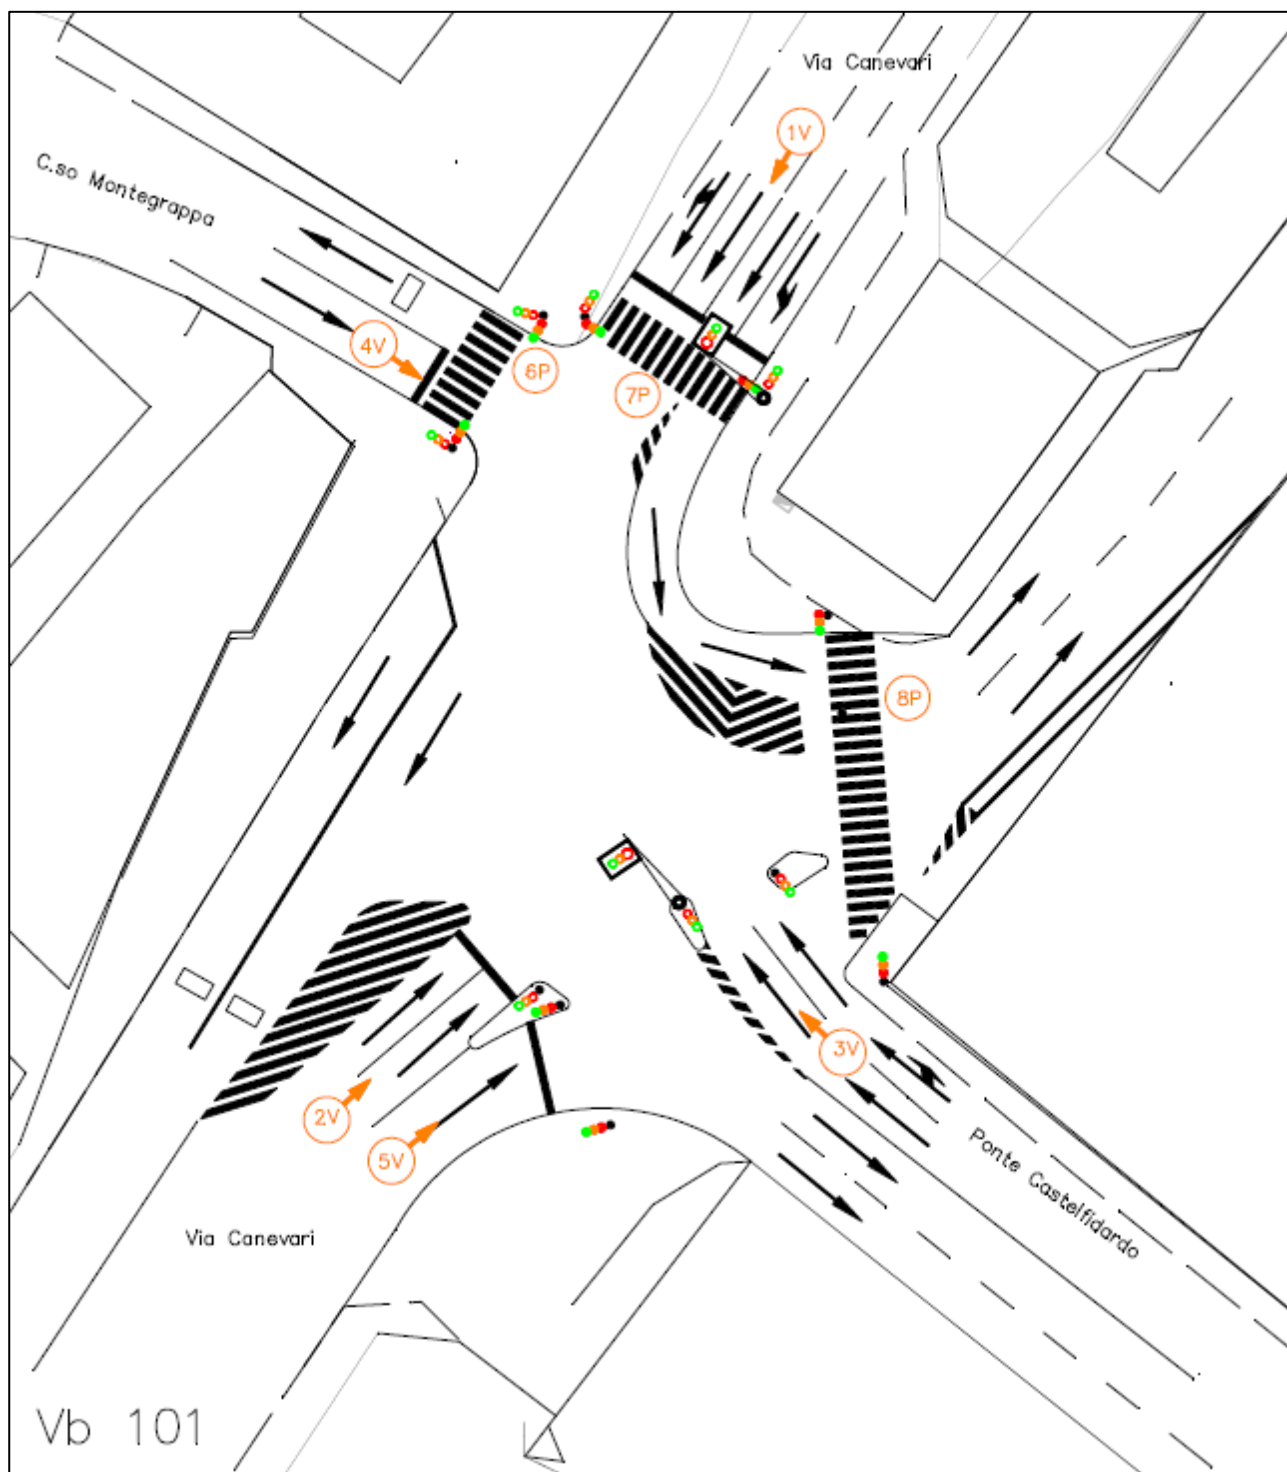 Via Canevari
1V
C.so Montegrappa
4V
6P
7P
8P
3V
2V
5V
Ponte Castelfidardo
Via Canevari
Vb 101